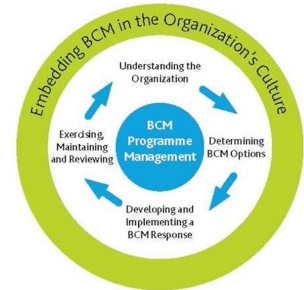 Embedding BCM in the Organization's Culture
Understanding the
Organization
Determining
BCM Options
Developing and
Implementing a
BCM Response
Exercising,
Maintaining
and Reviewing
BCM
Programme
Management